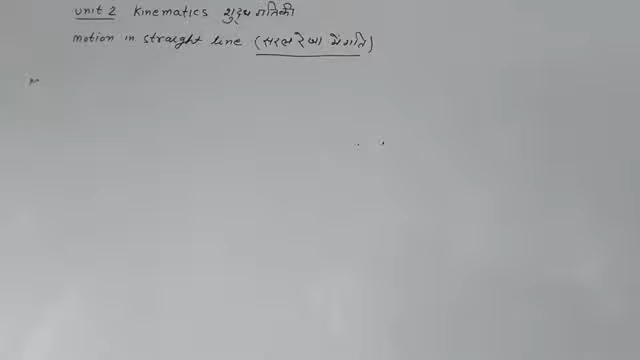 unit 2 Kinematics शुद्ध गतिकी
motion in straight line (सरल रेखा में गति)